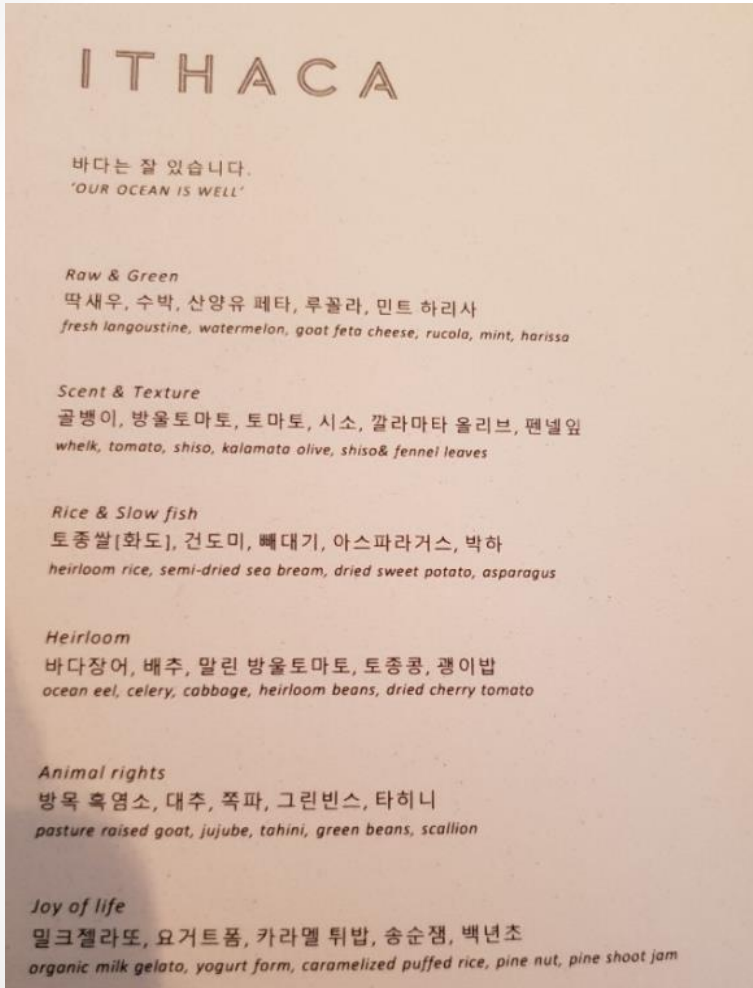 ITHACA
바다는 잘 있습니다.
'OUR OCEAN IS WELL'
Raw & Green
딱새우, 수박, 산양유 페타, 루꼴라, 민트 하리사
fresh langoustine, watermelon, goat feta cheese, rucola, mint, harissa
Scent & Texture
골뱅이, 방울토마토, 토마토, 시소, 깔라마타 올리브, 펜넬잎
whelk, tomato, shiso, kalamata olive, shiso& fennel leaves
Rice & Slow fish
토종쌀[화도], 건도미, 빼대기, 아스파라거스, 박하
heirloom rice, semi-dried sea bream, dried sweet potato, asparagus
Heirloom
바다장어, 배추, 말린 방울토마토, 토종콩, 괭이밥
ocean eel, celery, cabbage, heirloom beans, dried cherry tomato
Animal rights
방목 흑염소, 대추, 쪽파, 그린빈스, 타히니
pasture raised goat, jujube, tahini, green beans, scallion
Joy of life
밀크젤라또, 요거트폼, 카라멜 튀밥, 송순잼, 백년초
organic milk gelato, yogurt form, caramelized puffed rice, pine nut, pine shoot jam